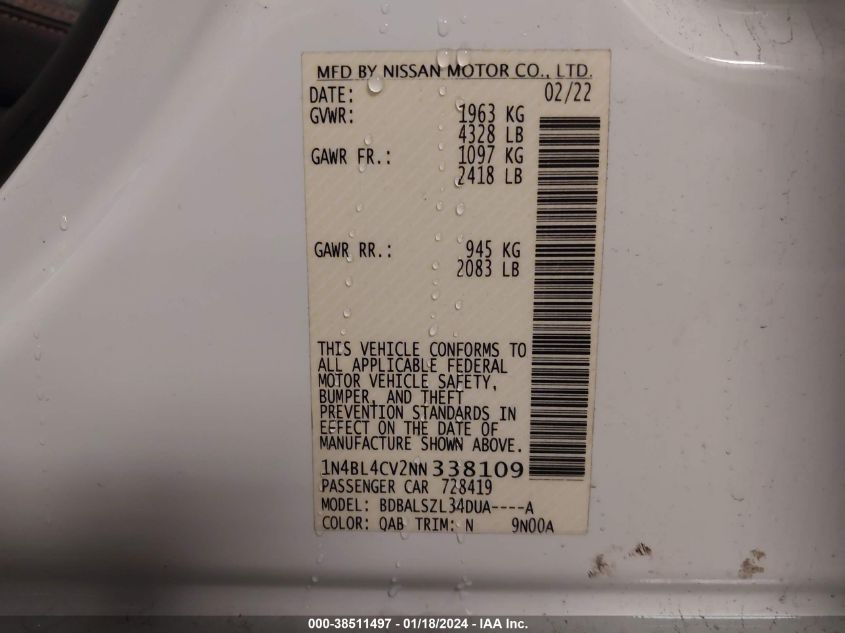 MFD BY NISSAN MOTOR CO., LTD.
DATE: 02/22
GVWR: 1963 KG
4328 LB
GAWR FR.: 1097 KG
2418 LB
GAWR RR.: 945 KG
2083 LB
THIS VEHICLE CONFORMS TO
ALL APPLICABLE FEDERAL
MOTOR VEHICLE SAFETY,
BUMPER, AND THEFT
PREVENTION STANDARDS IN
EFFECT ON THE DATE OF
MANUFACTURE SHOWN ABOVE.
1N4BL4CV2NN338109
PASSENGER CAR 728419
MODEL: BDBALSZL34DUA----A
COLOR: QAB TRIM: N 9N00A
000-38511497 - 01/18/2024 - IAA Inc.